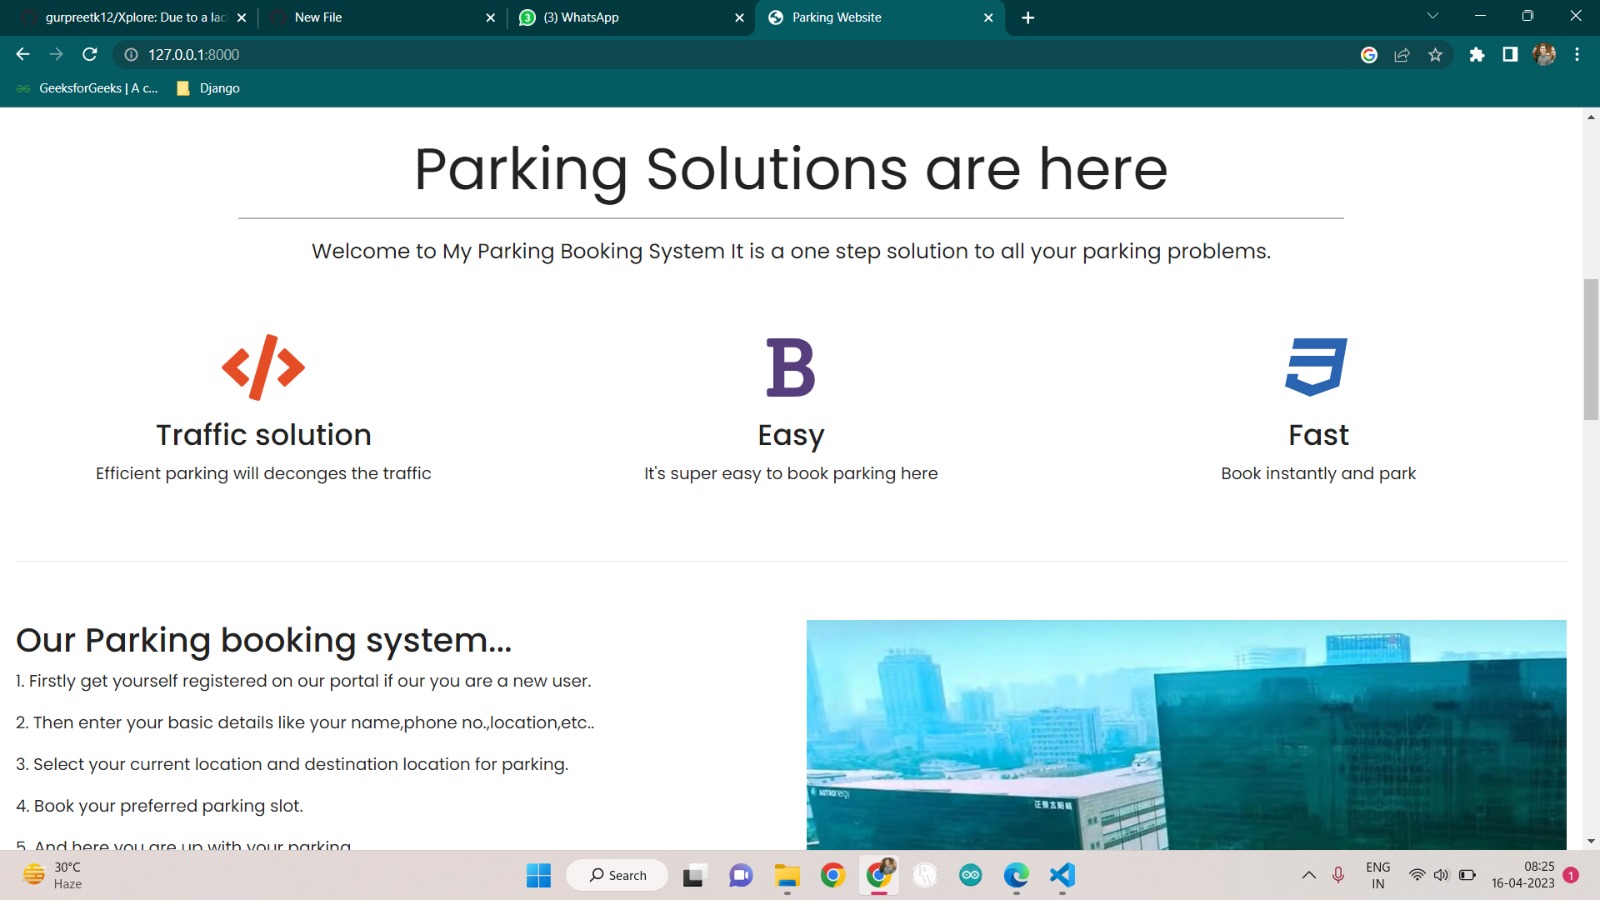 gurpreetk12/Xplore: Due to a lac
New File
(3) WhatsApp
Parking Website
127.0.0.1:8000
GeeksforGeeks | A c...
Django
Parking Solutions are here
Welcome to My Parking Booking System It is a one step solution to all your parking problems.
Traffic solution
Efficient parking will deconges the traffic
Easy
It's super easy to book parking here
Fast
Book instantly and park
Our Parking booking system...
1. Firstly get yourself registered on our portal if our you are a new user.
2. Then enter your basic details like your name,phone no.,location,etc..
3. Select your current location and destination location for parking.
4. Book your preferred parking slot.
5. And here you are up with your parking
正泰太阳能
30°C
Haze
Search
ENG
IN
08:25
16-04-2023
1